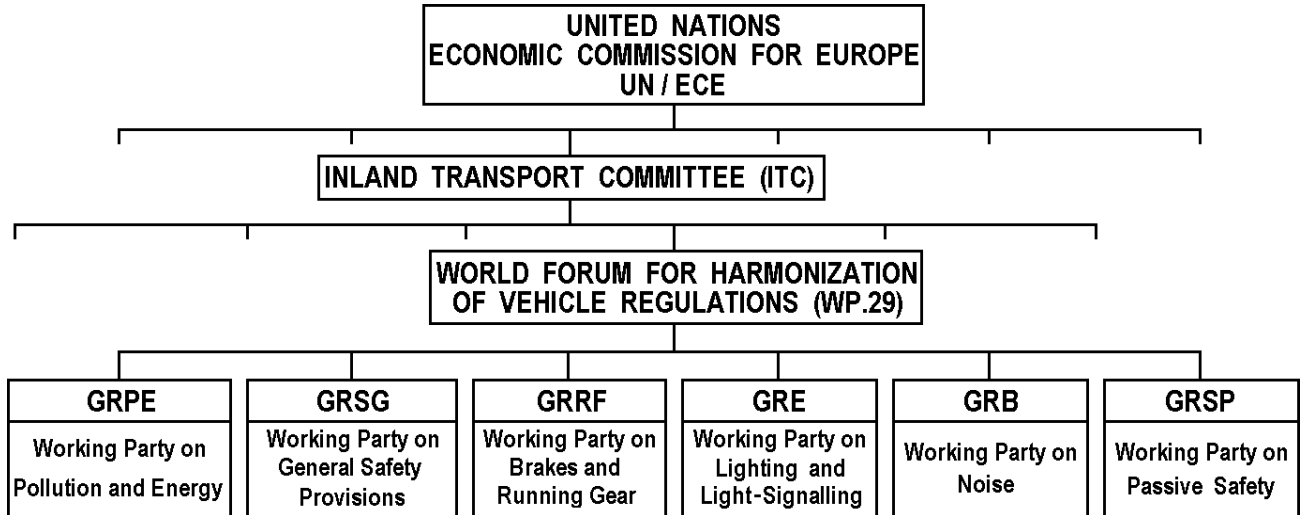 UNITED NATIONS
ECONOMIC COMMISSION FOR EUROPE
UN / ECE
INLAND TRANSPORT COMMITTEE (ITC)
WORLD FORUM FOR HARMONIZATION
OF VEHICLE REGULATIONS (WP.29)
GRPE
Working Party on
Pollution and Energy
GRSG
Working Party on
General Safety
Provisions
GRRF
Working Party on
Brakes and
Running Gear
GRE
Working Party on
Lighting and
Light-Signalling
GRB
Working Party on
Noise
GRSP
Working Party on
Passive Safety